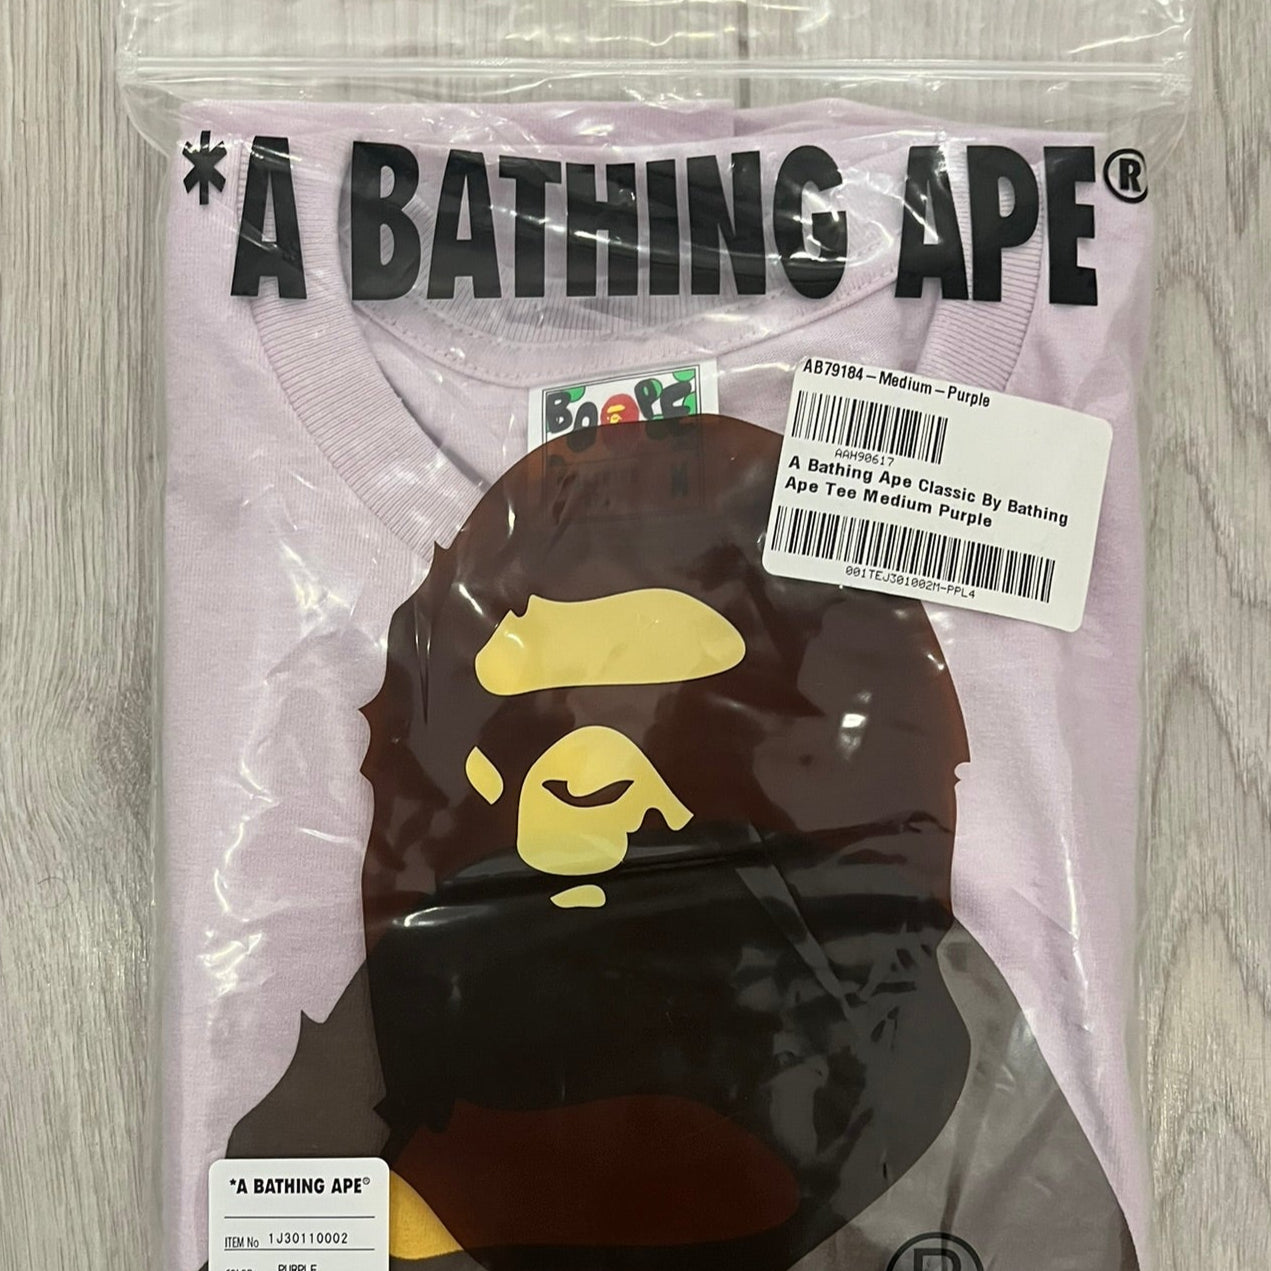 *A BATHING APE®
AB79184-Medium-Purple
AAH90617
A Bathing Ape Classic By Bathing
Ape Tee Medium Purple
001TEJ301002M-PPL4
BAPE
M
*A BATHING APE®
ITEM No 1J30110002
PURPLE
R